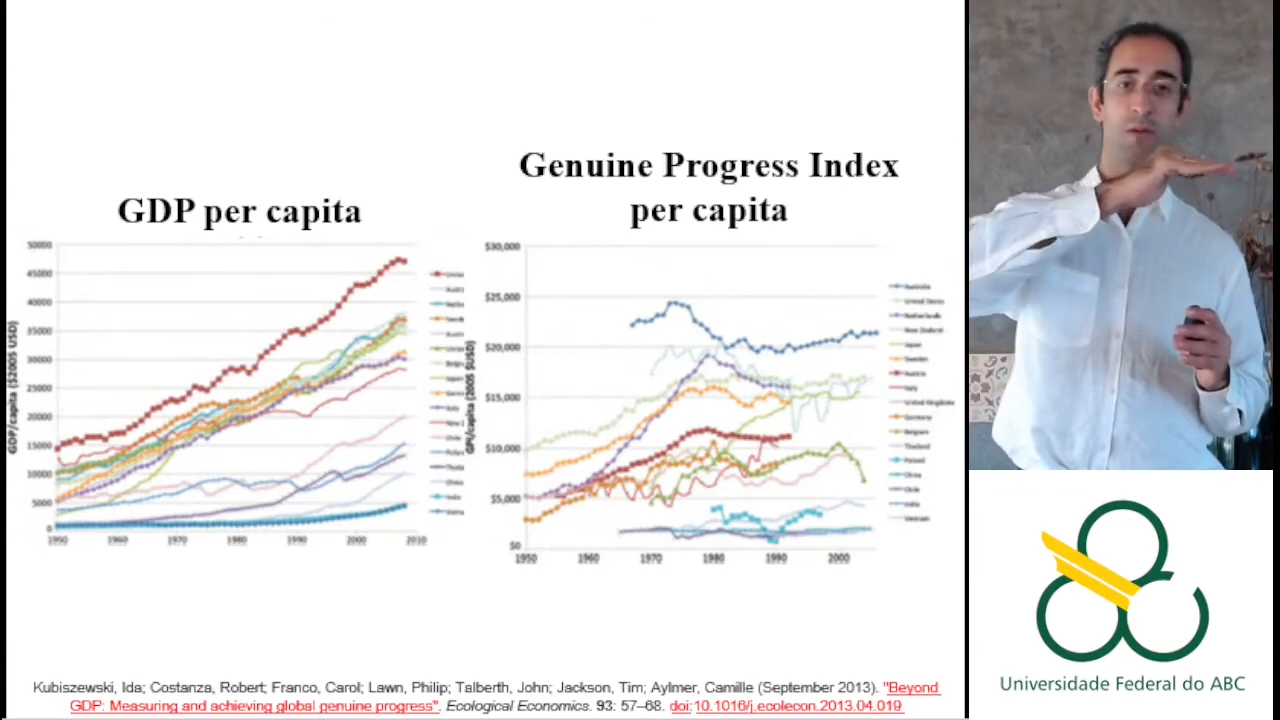 Genuine Progress Index
per capita
GDP per capita
50000
45000
40000
35000
30000
25000
20000
15000
10000
5000
0
1950 1960 1970 1980 1990 2000 2010
GDP/capita ($2005 USD)
$30,000
$25,000
$20,000
$15,000
$10,000
$5,000
$0
1950 1960 1970 1980 1990 2000
GPI/capita (2005 $USD)
Australia
United States
Netherlands
New Zealand
Japan
Sweden
Austria
Italy
United Kingdom
Germany
Belgium
Thailand
Poland
China
Chile
India
Vietnam
Kubiszewski, Ida; Costanza, Robert; Franco, Carol; Lawn, Philip; Talberth, John; Jackson, Tim; Aylmer, Camille (September 2013). "Beyond
GDP: Measuring and achieving global genuine progress". Ecological Economics. 93: 57–68. doi:10.1016/j.ecolecon.2013.04.019.
Universidade Federal do ABC